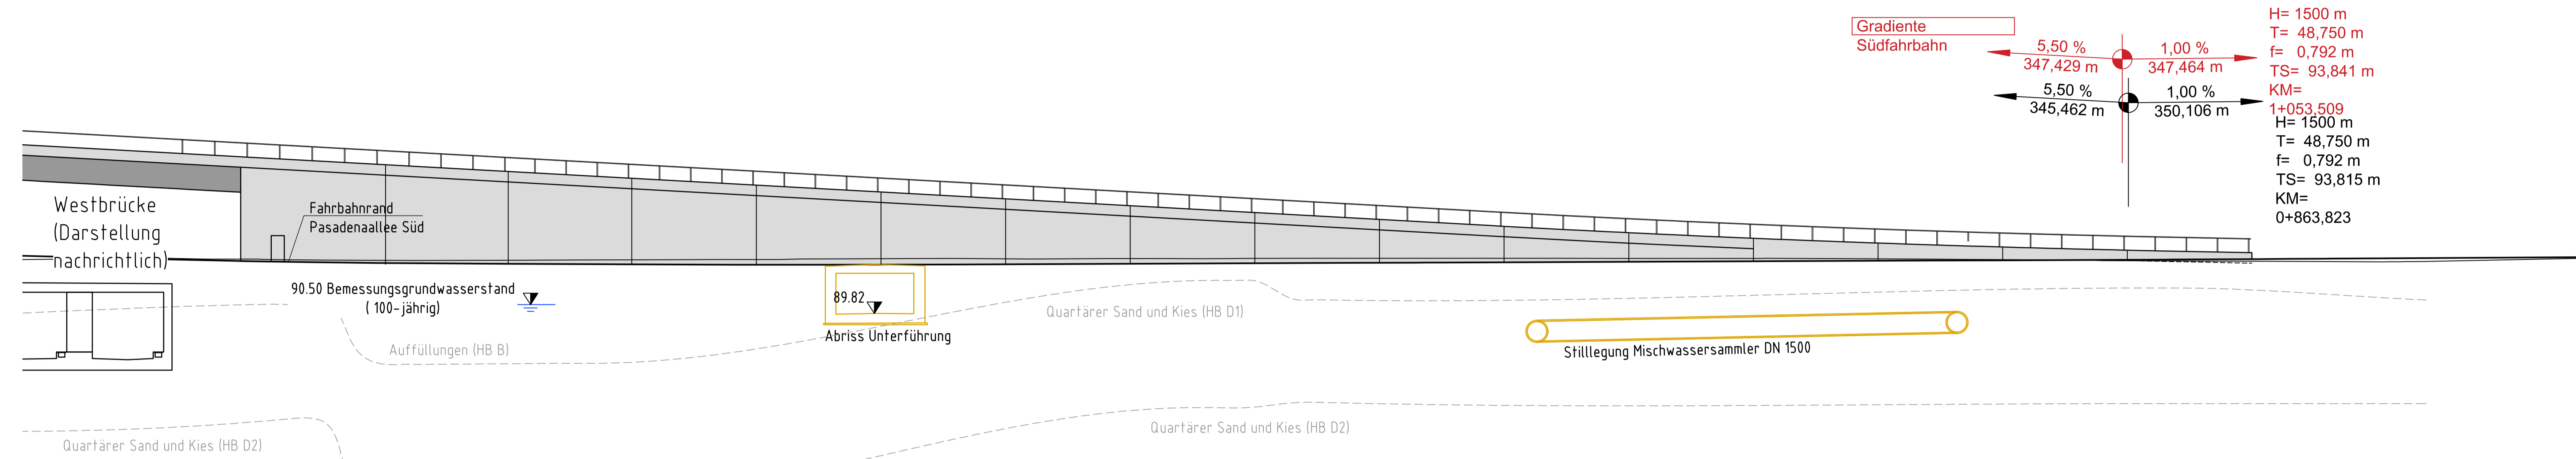 Gradiente
Südfahrbahn
5,50 %
347,429 m
1,00 %
347,464 m
H= 1500 m
T= 48,750 m
f= 0,792 m
TS= 93,841 m
KM=
1+053,509
5,50 %
345,462 m
1,00 %
350,106 m
H= 1500 m
T= 48,750 m
f= 0,792 m
TS= 93,815 m
KM=
0+863,823
Westbrücke
(Darstellung
nachrichtlich)
Fahrbahnrand
Pasadenaallee Süd
90.50 Bemessungsgrundwasserstand
( 100-jährig)
89.82
Abriss Unterführung
Auffüllungen (HB B)
Quartärer Sand und Kies (HB D1)
Stilllegung Mischwassersammler DN 1500
Quartärer Sand und Kies (HB D2)
Quartärer Sand und Kies (HB D2)